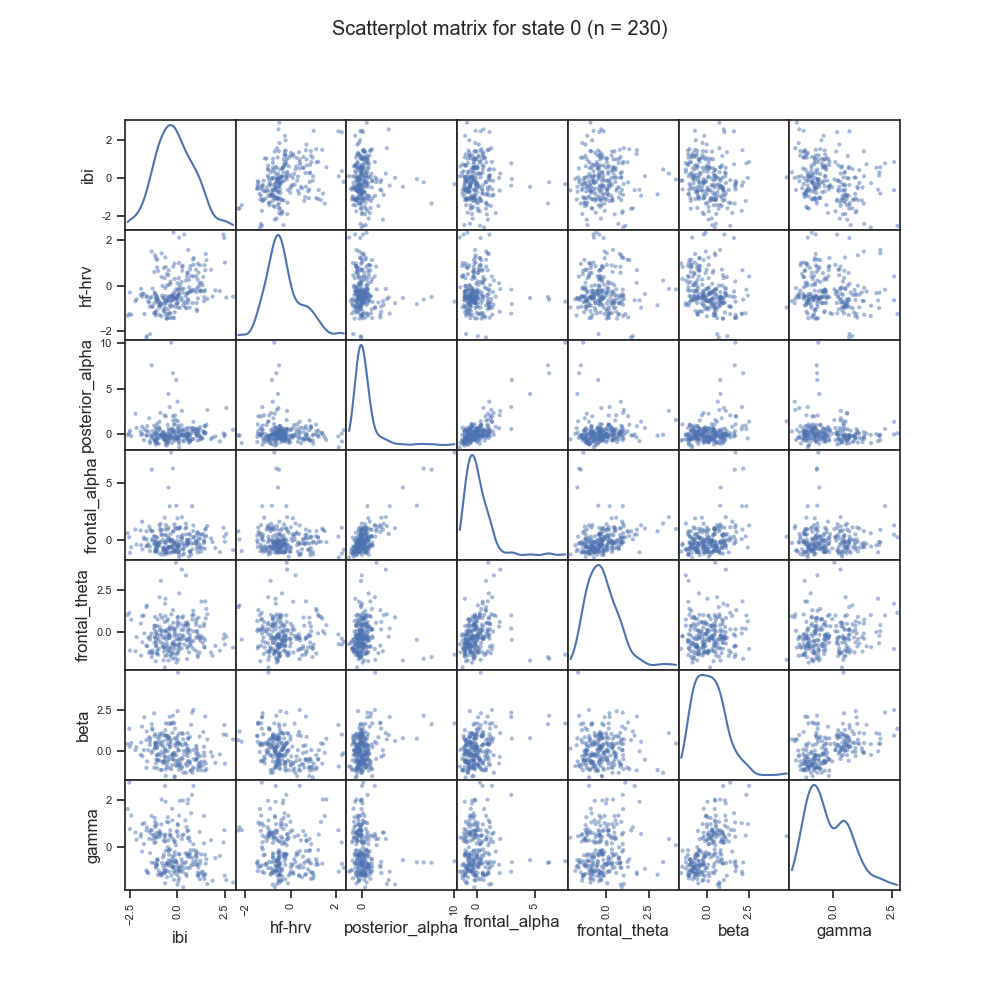 Scatterplot matrix for state 0 (n = 230)
ibi
2
0
-2
hf-hrv
2
0
−2
posterior_alpha
10
5
0
frontal_alpha
5
0
frontal_theta
2.5
0.0
beta
2.5
0.0
gamma
2
0
−2.5 0.0 2.5 −2 0 2 0 10 0 5 0.0 2.5 0.0 2.5 0.0 2.5
ibi hf-hrv posterior_alpha frontal_alpha frontal_theta beta gamma